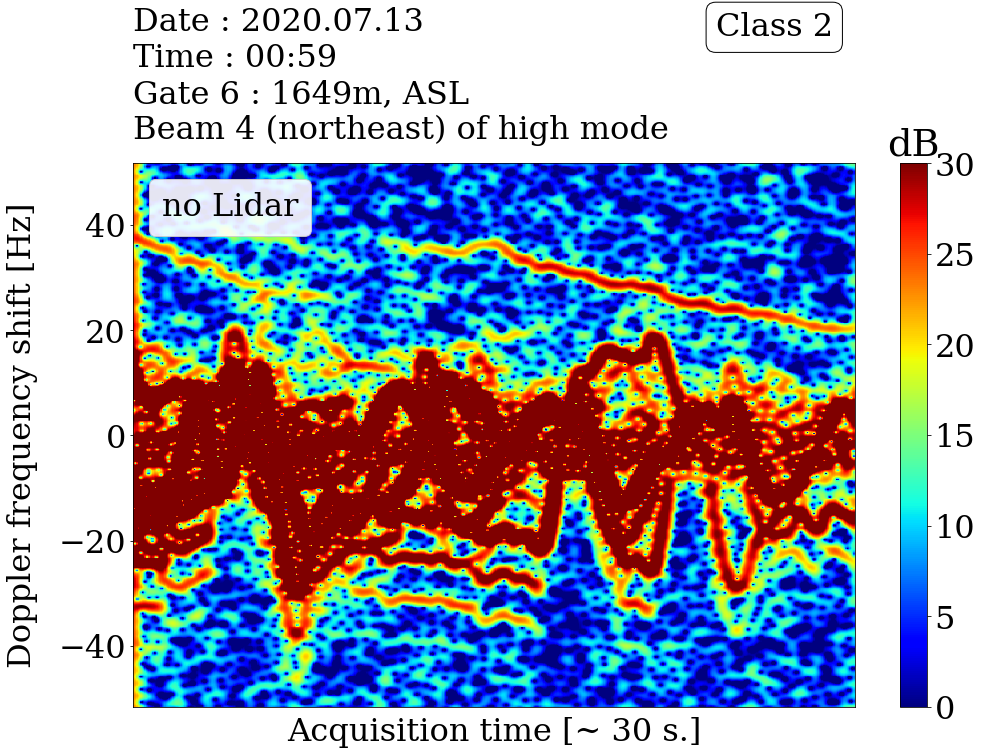 Date : 2020.07.13
Time : 00:59
Gate 6 : 1649m, ASL
Beam 4 (northeast) of high mode
Class 2
dB
no Lidar
Doppler frequency shift [Hz]
40
20
0
−20
−40
30
25
20
15
10
5
0
Acquisition time [~ 30 s.]